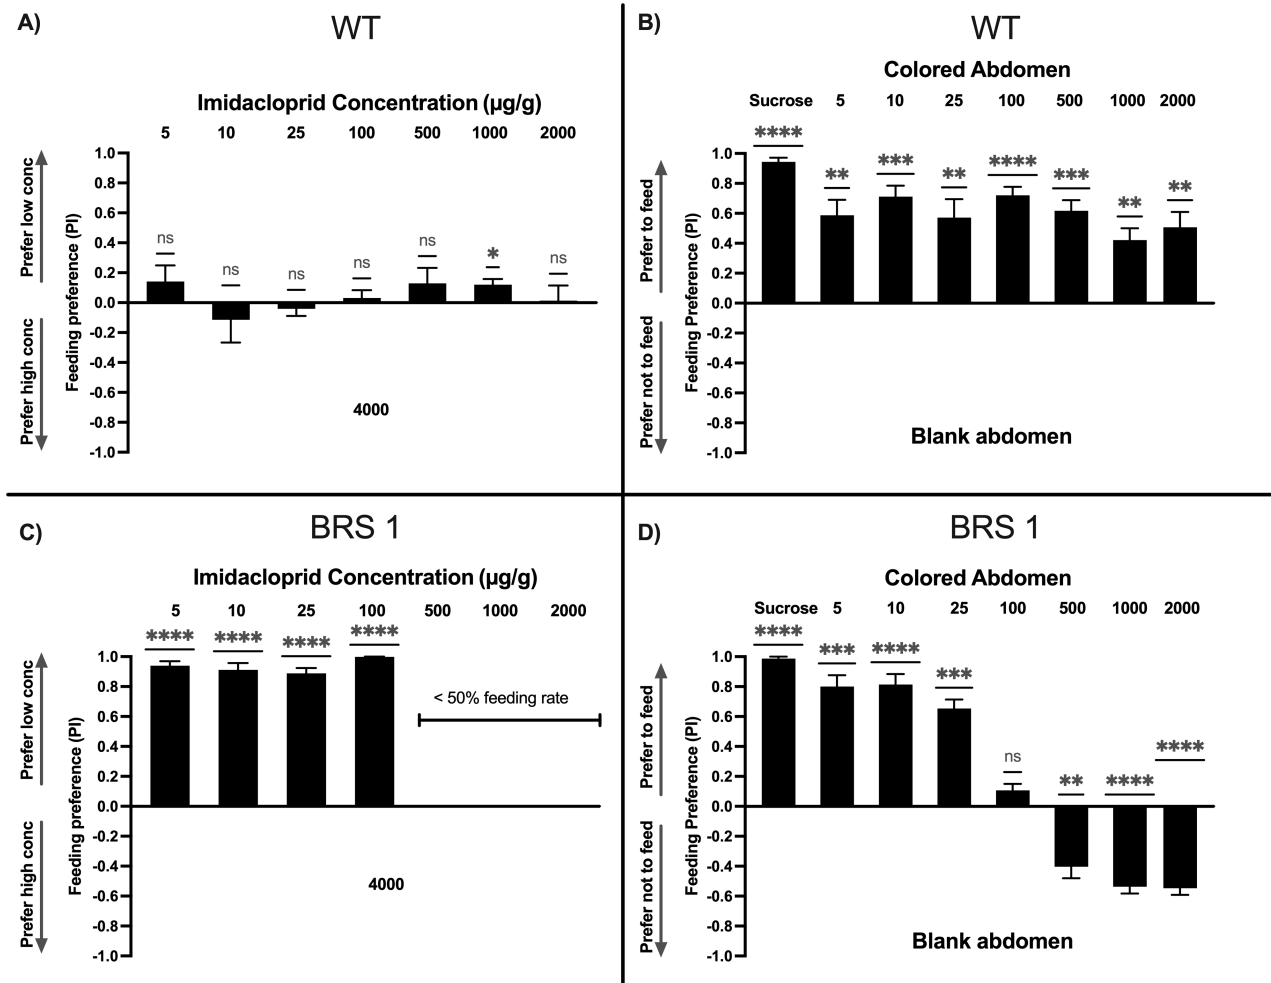 A)
WT
Imidacloprid Concentration (µg/g)
5 10 25 100 500 1000 2000
Prefer low conc
Prefer high conc
Feeding preference (PI)
1.0
0.8
0.6
0.4
0.2
0.0
-0.2
-0.4
-0.6
-0.8
-1.0
ns ns ns ns ns * ns
4000
B)
WT
Colored Abdomen
Sucrose 5 10 25 100 500 1000 2000
Prefer to feed
Prefer not to feed
Feeding Preference (PI)
1.0
0.8
0.6
0.4
0.2
0.0
-0.2
-0.4
-0.6
-0.8
-1.0
**** ** *** ** **** *** ** **
Blank abdomen
C)
BRS 1
Imidacloprid Concentration (µg/g)
5 10 25 100 500 1000 2000
Prefer low conc
Prefer high conc
Feeding preference (PI)
1.0
0.8
0.6
0.4
0.2
0.0
-0.2
-0.4
-0.6
-0.8
-1.0
**** **** **** ****
< 50% feeding rate
4000
D)
BRS 1
Colored Abdomen
Sucrose 5 10 25 100 500 1000 2000
Prefer to feed
Prefer not to feed
Feeding Preference (PI)
1.0
0.8
0.6
0.4
0.2
0.0
-0.2
-0.4
-0.6
-0.8
-1.0
**** *** **** *** ns ** **** ****
Blank abdomen